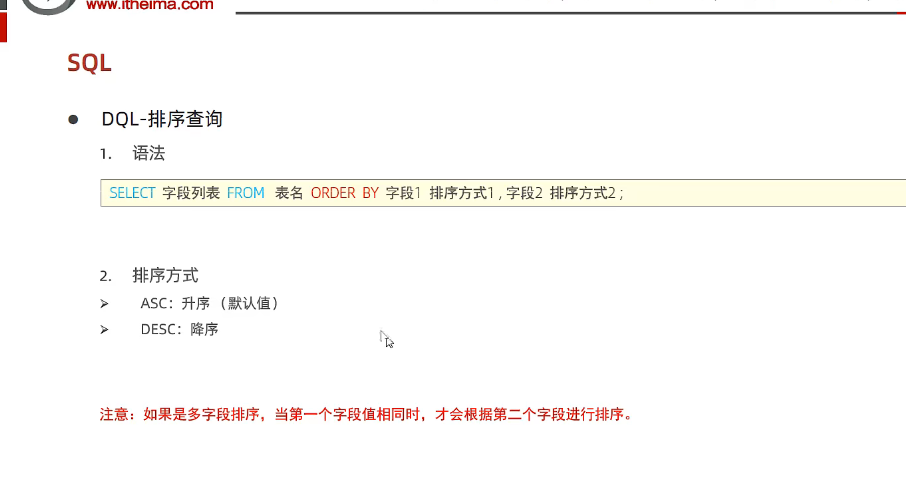 www.itheima.com
SQL
● DQL-排序查询
1. 语法
SELECT 字段列表 FROM 表名 ORDER BY 字段1 排序方式1 , 字段2 排序方式2 ;
2. 排序方式
➢ ASC：升序（默认值）
➢ DESC：降序
注意：如果是多字段排序，当第一个字段值相同时，才会根据第二个字段进行排序。